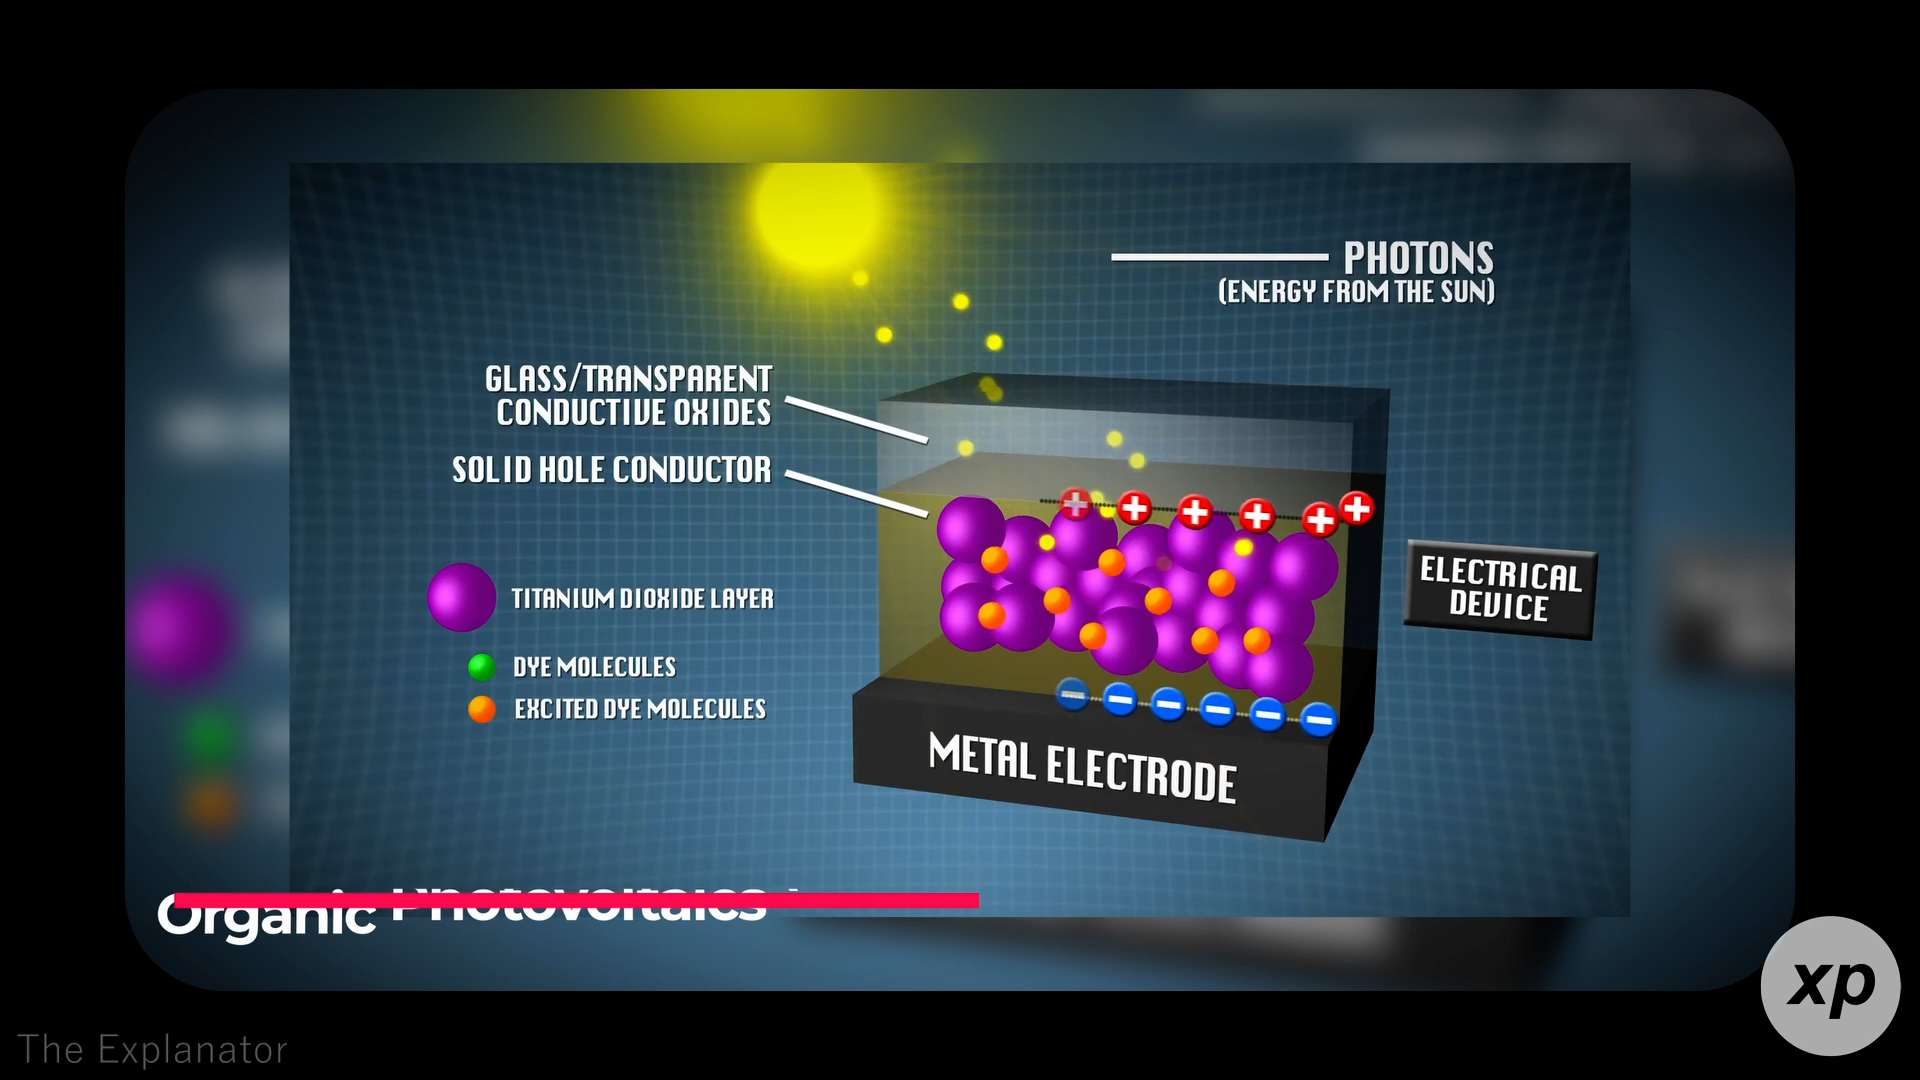 PHOTONS
(ENERGY FROM THE SUN)
GLASS/TRANSPARENT
CONDUCTIVE OXIDES
SOLID HOLE CONDUCTOR
ELECTRICAL
DEVICE
TITANIUM DIOXIDE LAYER
DYE MOLECULES
EXCITED DYE MOLECULES
METAL ELECTRODE
Organic Photovoltaics
xp
The Explanator